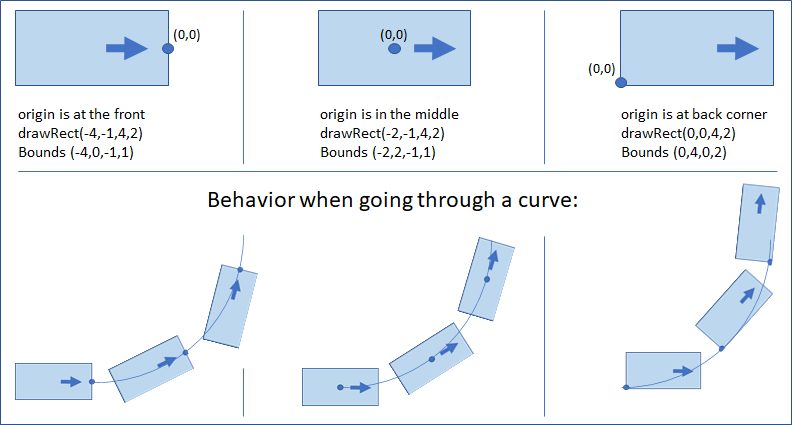 (0,0)
origin is at the front
drawRect(-4,-1,4,2)
Bounds (-4,0,-1,1)
(0,0)
origin is in the middle
drawRect(-2,-1,4,2)
Bounds (-2,2,-1,1)
(0,0)
origin is at back corner
drawRect(0,0,4,2)
Bounds (0,4,0,2)
Behavior when going through a curve: